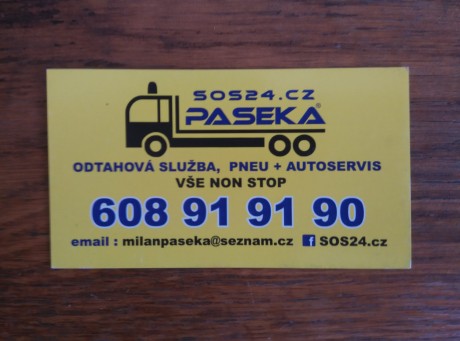 SOS24.CZ
PASEKA®
ODTAHOVÁ SLUŽBA, PNEU + AUTOSERVIS
VŠE NON STOP
608 91 91 90
email : milanpaseka@seznam.cz f SOS24.cz